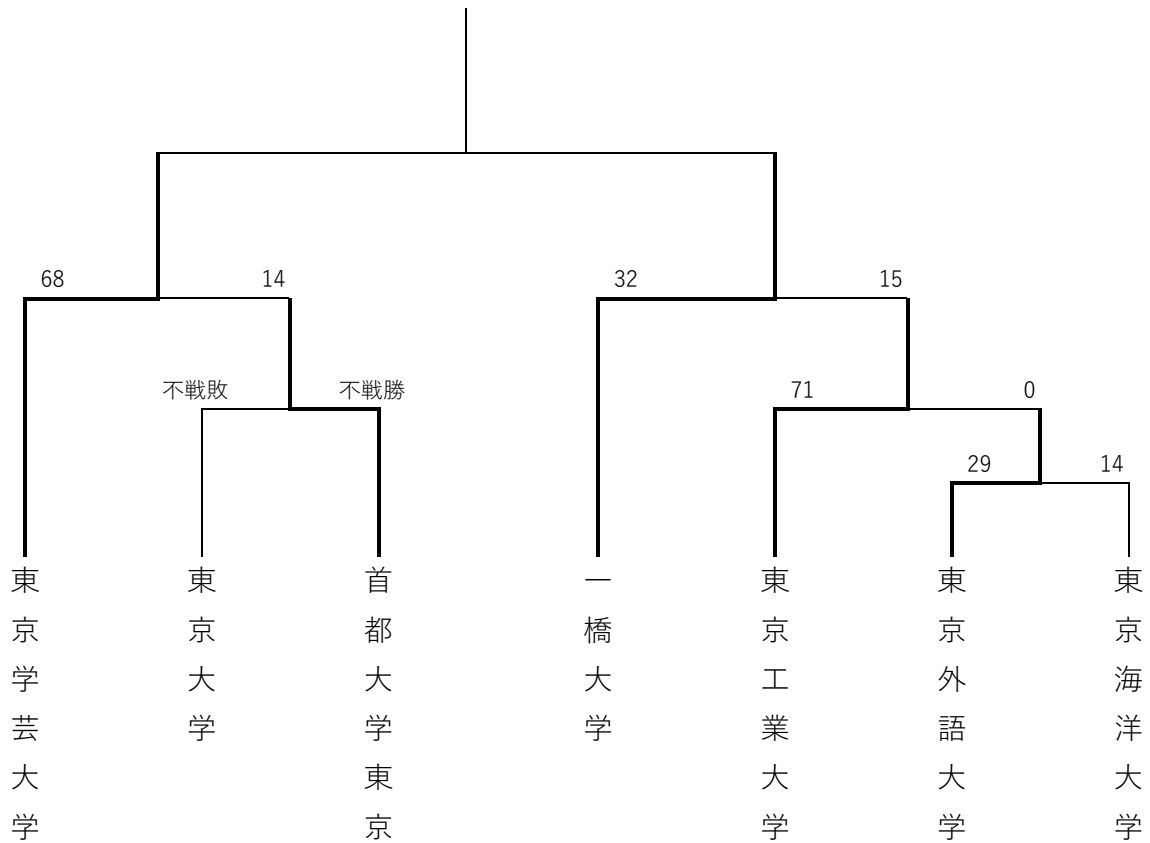 68
14
32
15
不戦敗
不戦勝
71
0
29
14
東京学芸大学
東京大学
首都大学東京
一橋大学
東京工業大学
東京外語大学
東京海洋大学